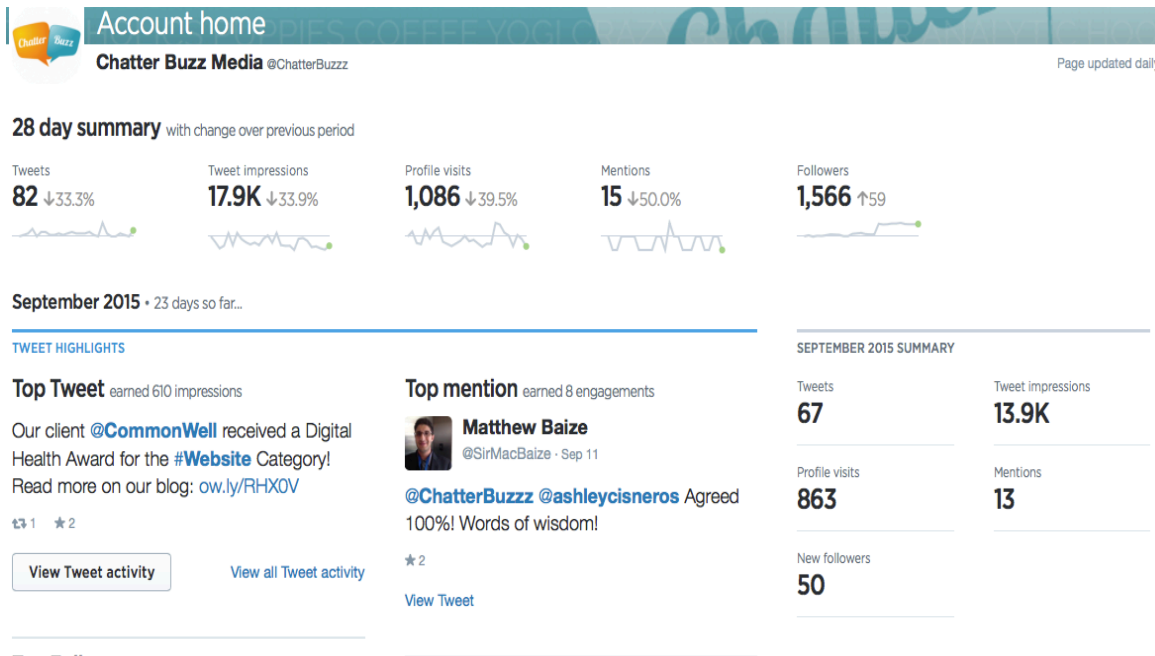 Chatter Buzz
Account home
Chatter Buzz Media @ChatterBuzzz
Page updated daily
28 day summary with change over previous period
Tweets
82 ↓33.3%
Tweet impressions
17.9K ↓33.9%
Profile visits
1,086 ↓39.5%
Mentions
15 ↓50.0%
Followers
1,566 ↑59
September 2015 • 23 days so far...
TWEET HIGHLIGHTS
Top Tweet earned 610 impressions
Our client @CommonWell received a Digital
Health Award for the #Website Category!
Read more on our blog: ow.ly/RHX0V
1 2
View Tweet activity
View all Tweet activity
Top mention earned 8 engagements
Matthew Baize
@SirMacBaize · Sep 11
@ChatterBuzzz @ashleycisneros Agreed
100%! Words of wisdom!
2
View Tweet
SEPTEMBER 2015 SUMMARY
Tweets
67
Tweet impressions
13.9K
Profile visits
863
Mentions
13
New followers
50